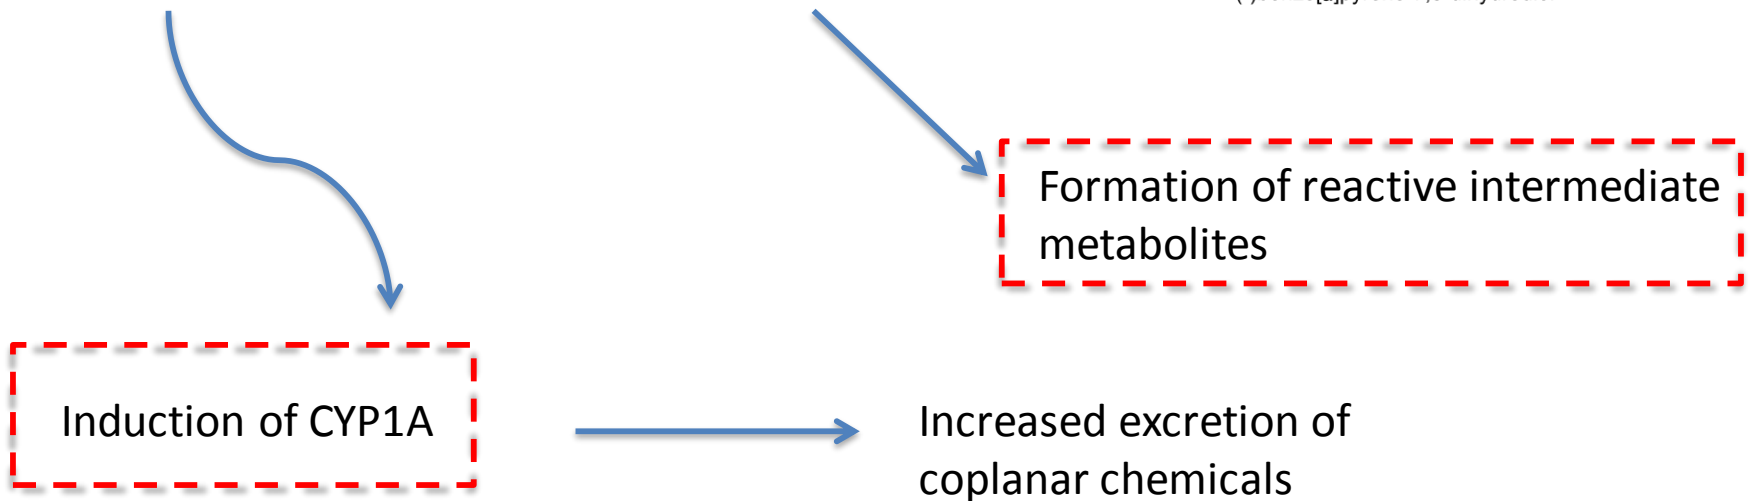 Formation of reactive intermediate
metabolites
Induction of CYP1A
Increased excretion of
coplanar chemicals